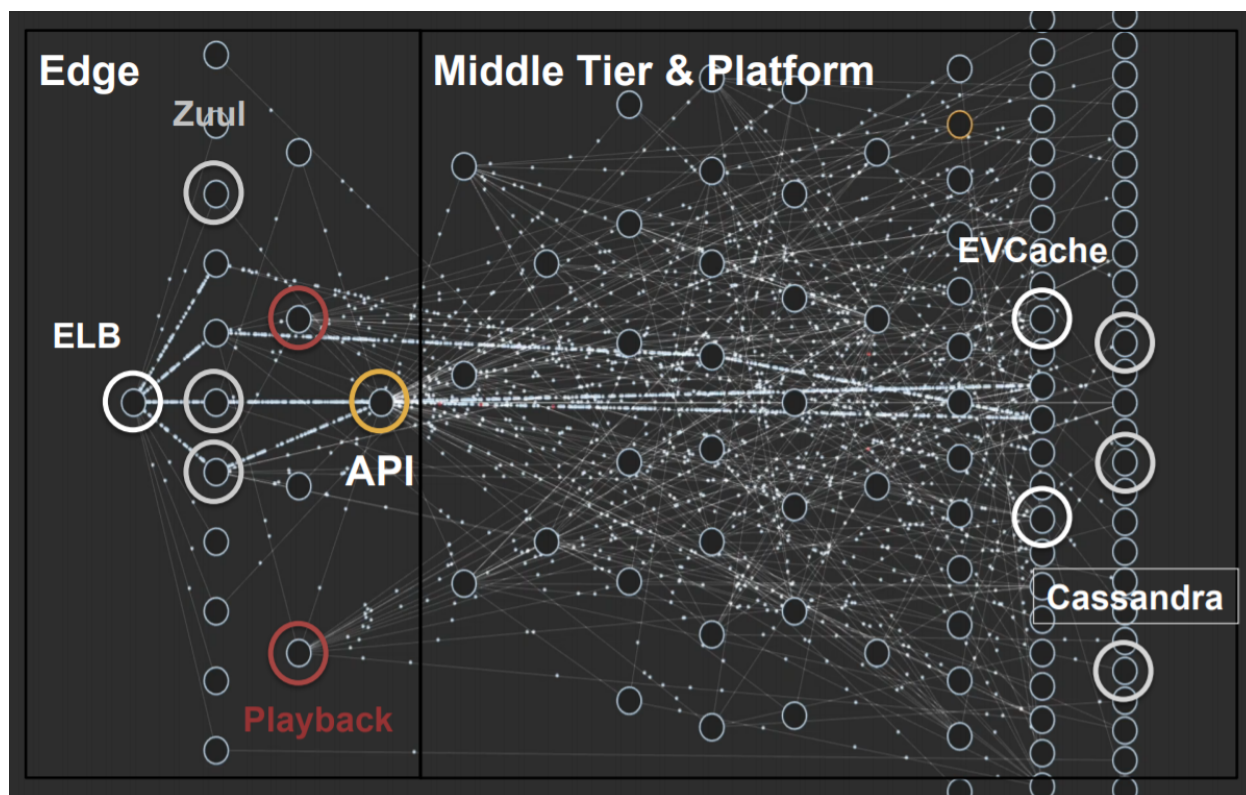 Edge
Middle Tier & Platform
Zuul
EVCache
ELB
API
Cassandra
Playback